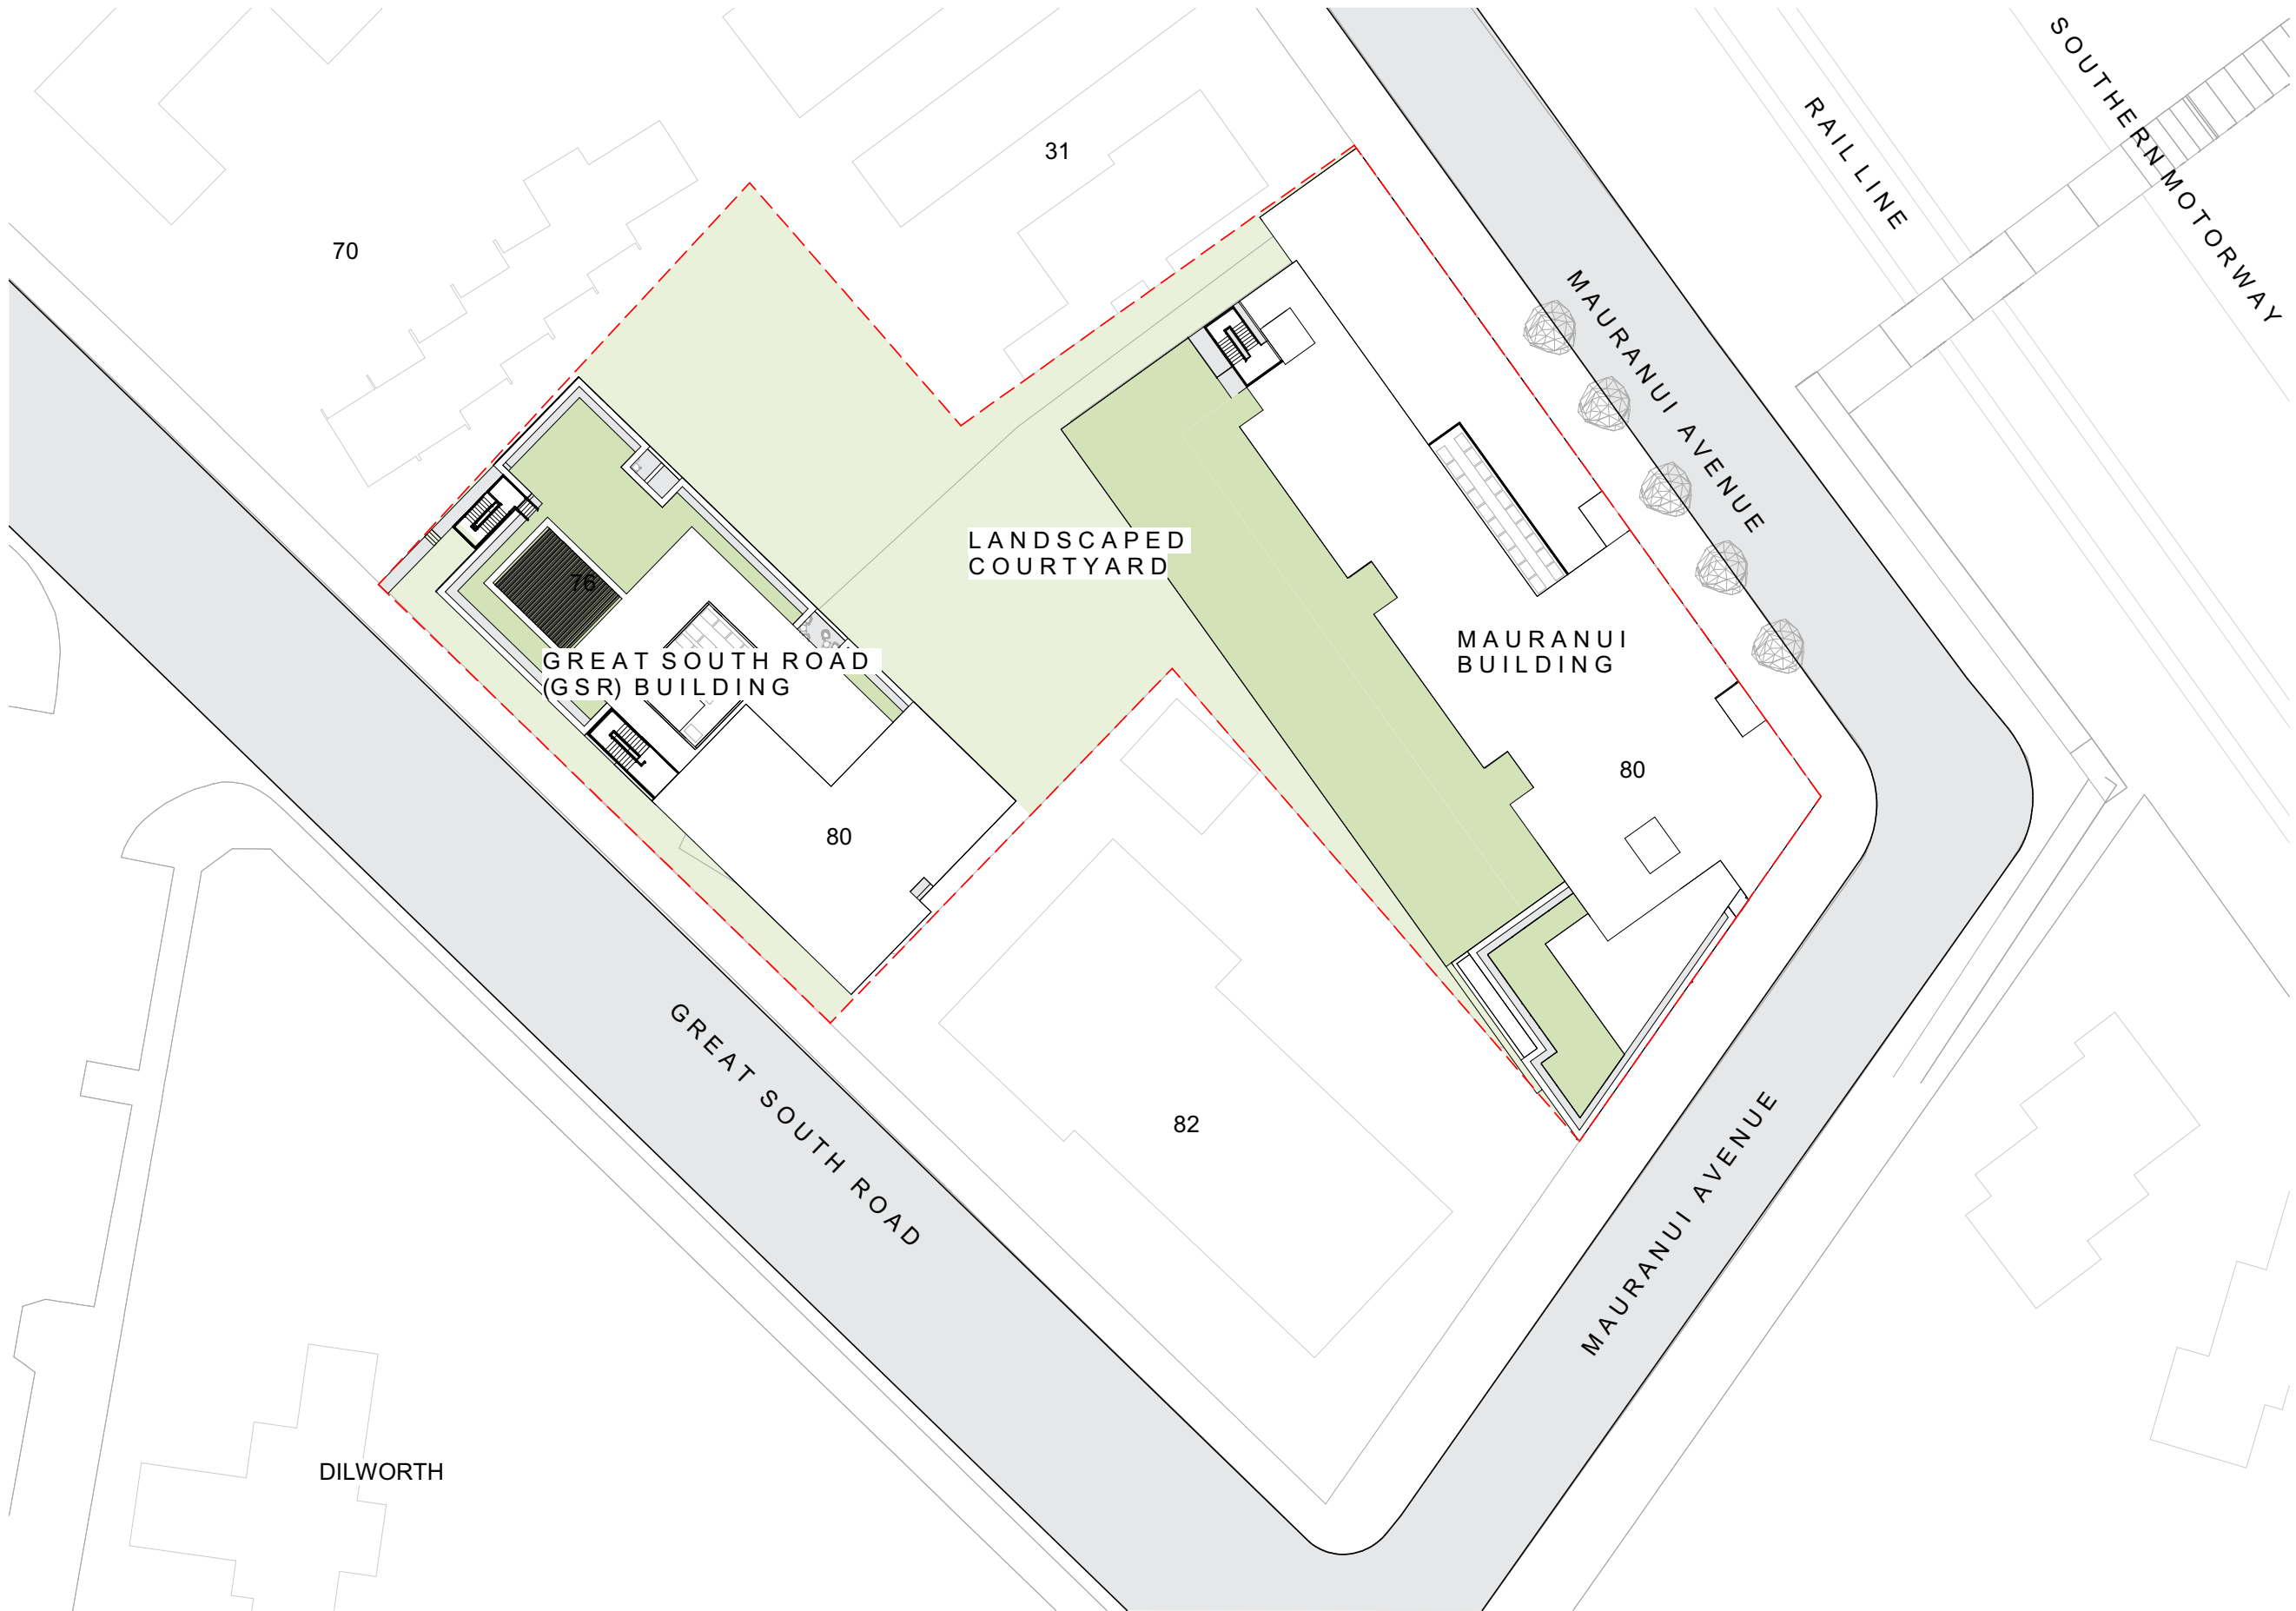 SOUTHERN MOTORWAY
RAIL LINE
31
70
MAURANUI AVENUE
LANDSCAPED
COURTYARD
76
GREAT SOUTH ROAD
(GSR) BUILDING
MAURANUI
BUILDING
80
80
GREAT SOUTH ROAD
82
MAURANUI AVENUE
DILWORTH